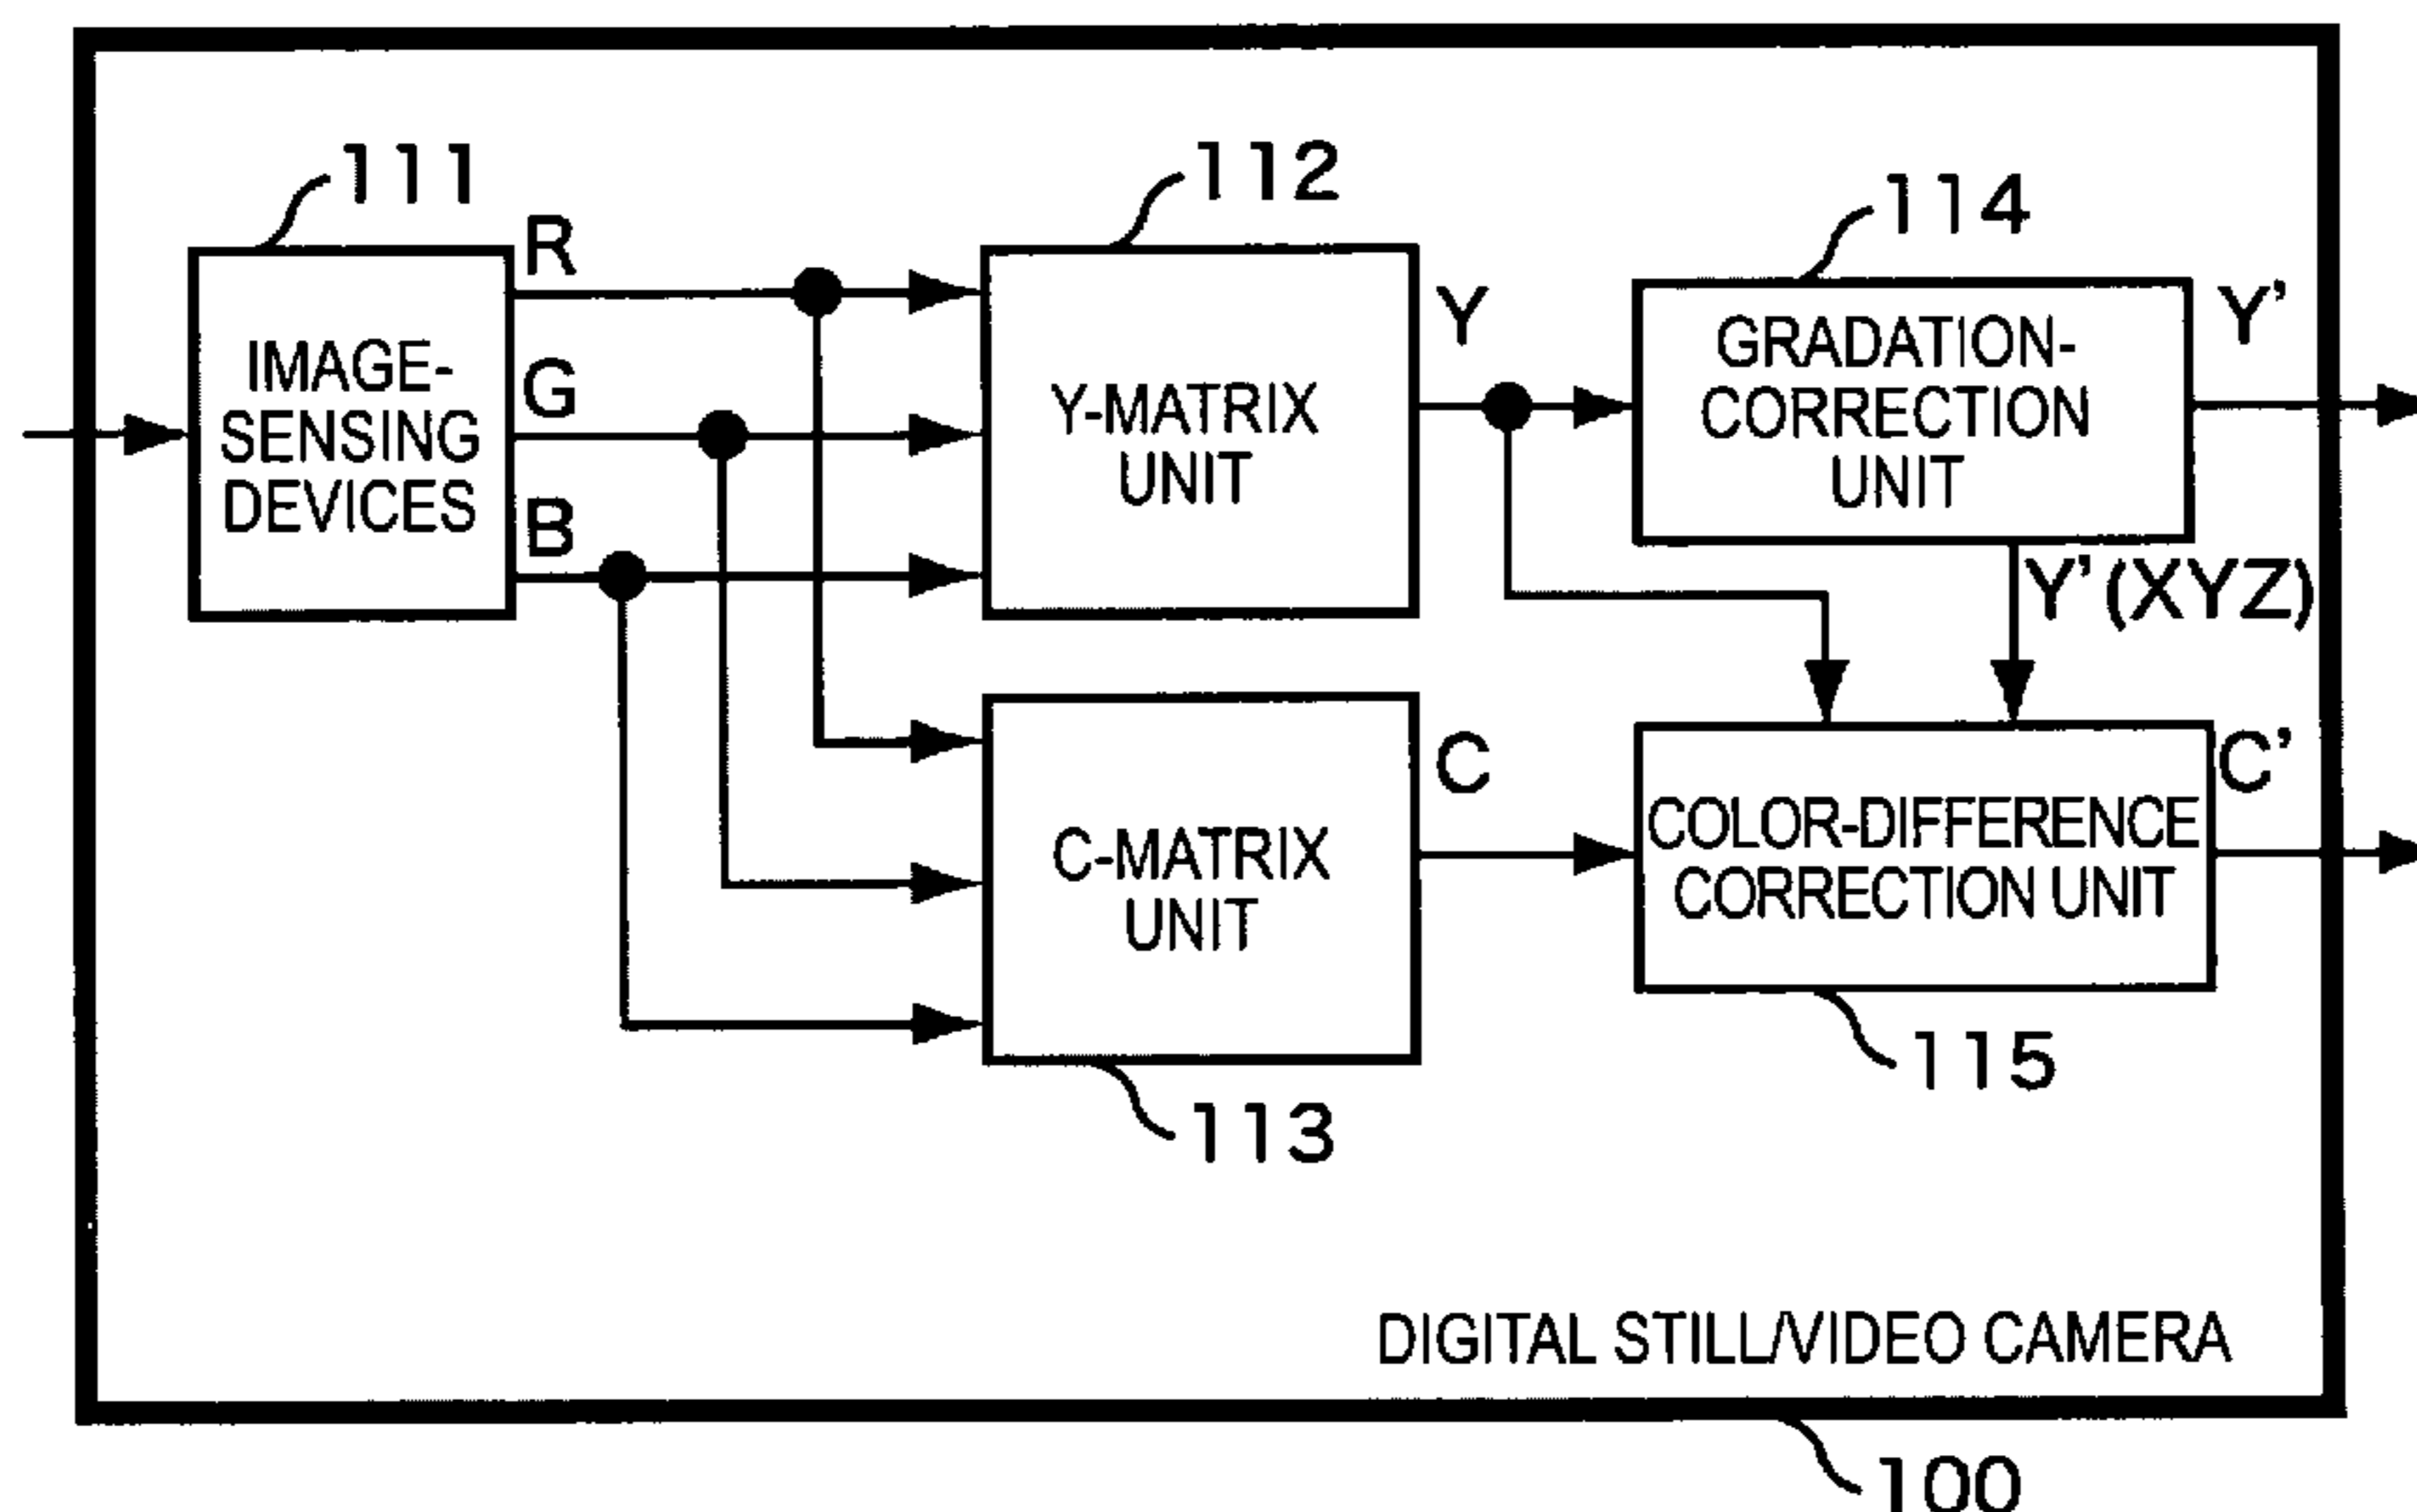 111
112
114
R
G
B
IMAGE-
SENSING
DEVICES
Y-MATRIX
UNIT
Y
GRADATION-
CORRECTION
UNIT
Y'
Y' (XYZ)
C-MATRIX
UNIT
C
COLOR-DIFFERENCE
CORRECTION UNIT
C'
113
115
DIGITAL STILL/VIDEO CAMERA
100